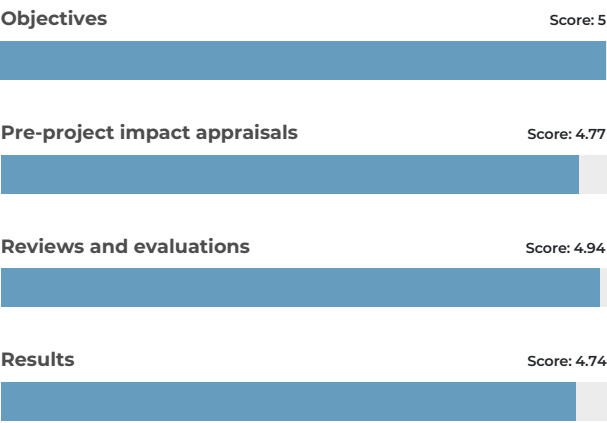 Objectives Score: 5
Pre-project impact appraisals Score: 4.77
Reviews and evaluations Score: 4.94
Results Score: 4.74